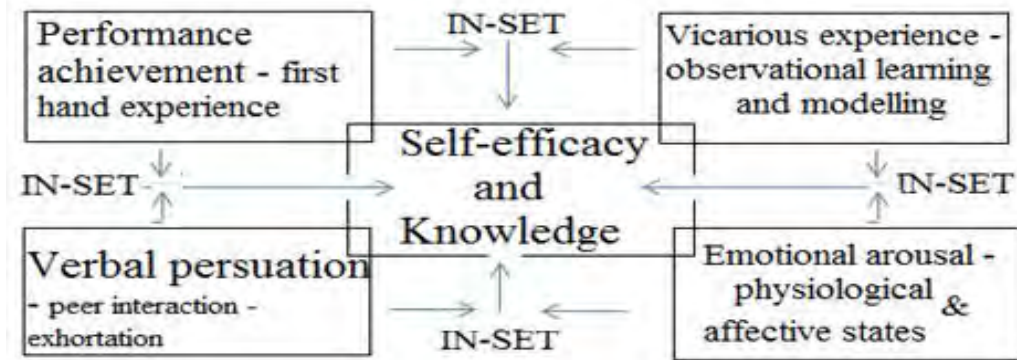 Performance
achievement - first
hand experience
IN-SET
Vicarious experience -
observational learning
and modelling
Self-efficacy
and
Knowledge
IN-SET
IN-SET
Verbal persuation
- peer interaction -
exhortation
IN-SET
Emotional arousal -
physiological &
affective states